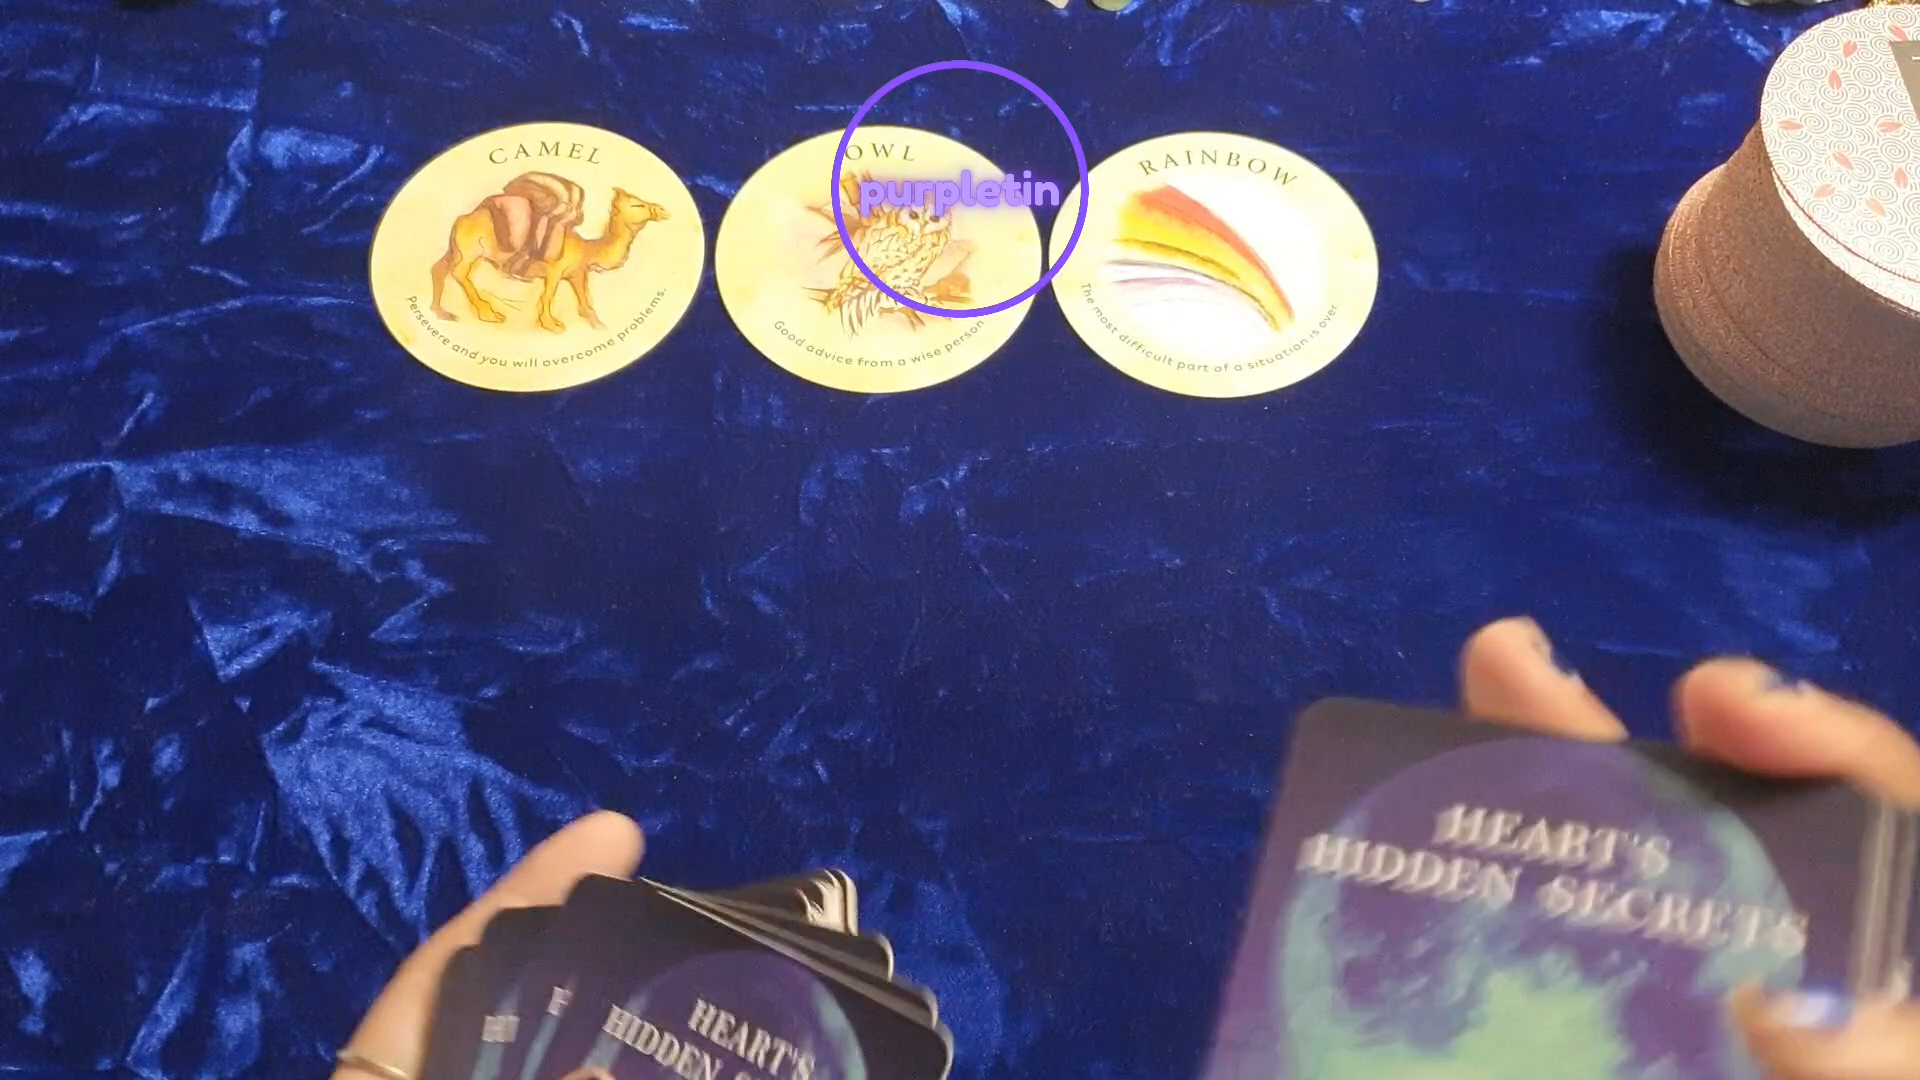 CAMEL
Persevere and you will overcome problems.
OWL
purpletin
Good advice from a wise person
RAINBOW
The most difficult part of a situation is over.
HEART'S
HIDDEN SECRETS
HEART'S
HIDDEN